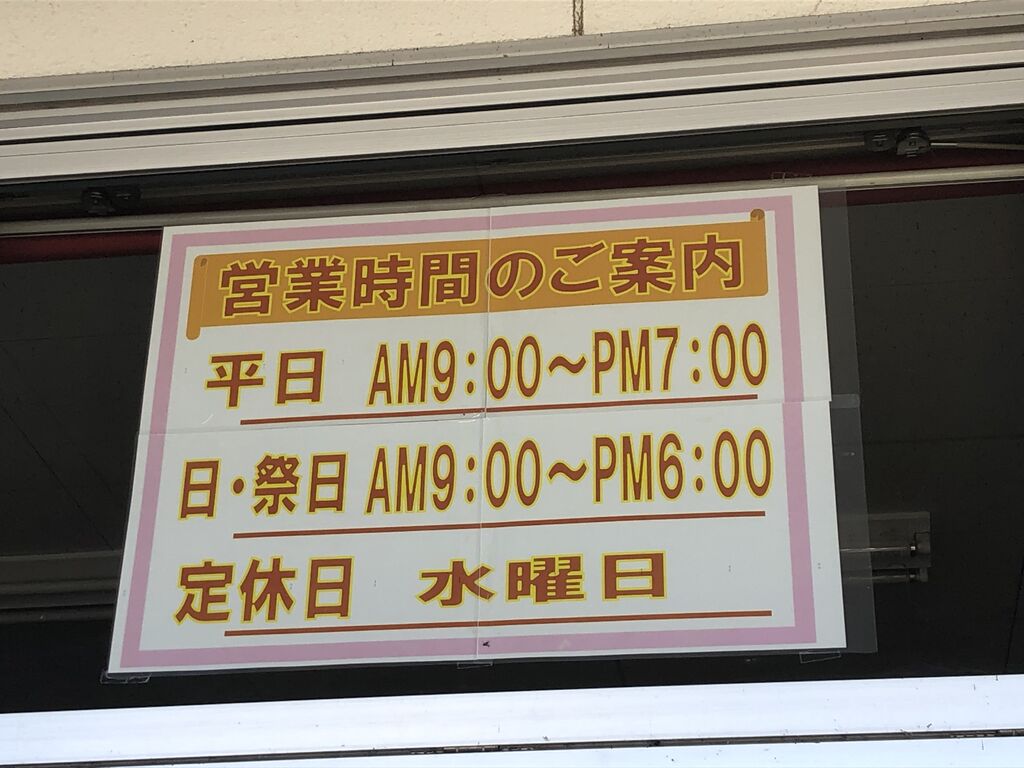 営業時間のご案内
平日 AM9:00～PM7:00
日・祭日 AM9:00～PM6:00
定休日 水曜日